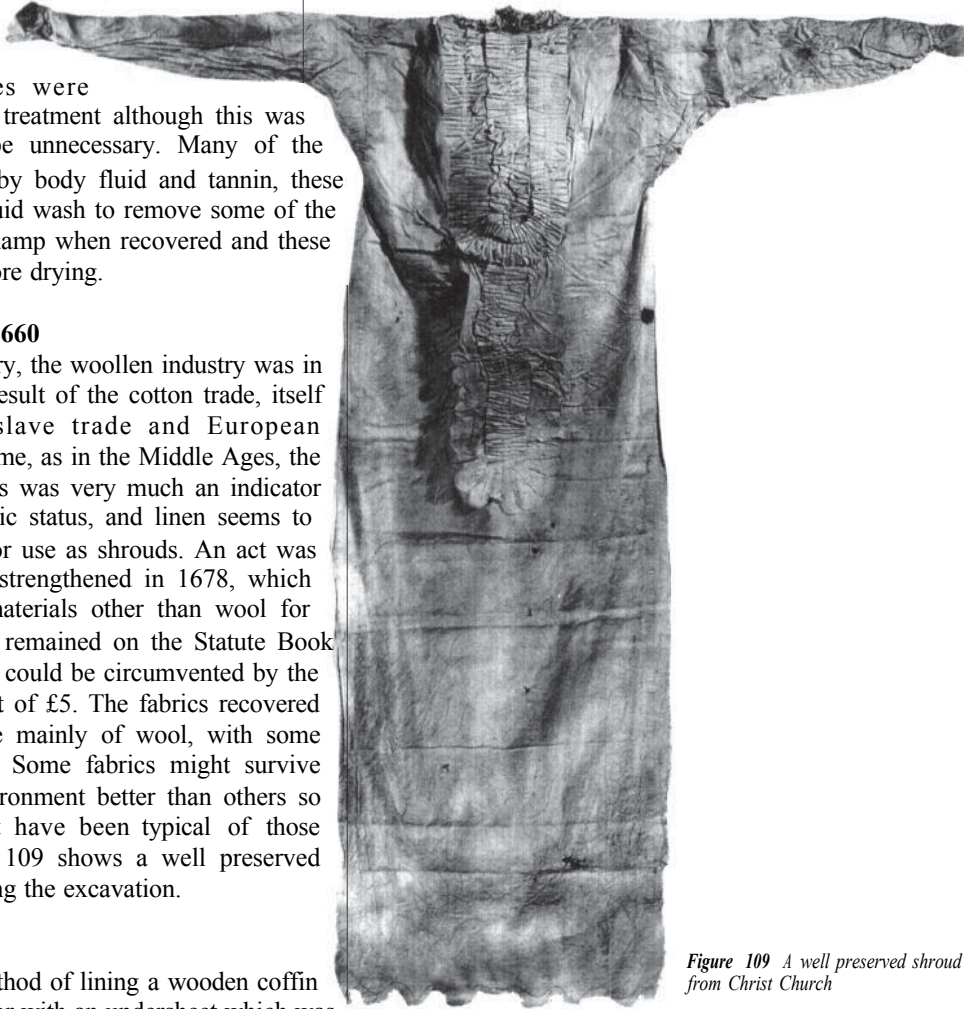 es were
treatment although this was
be unnecessary. Many of the
by body fluid and tannin, these
uid wash to remove some of the
amp when recovered and these
ore drying.
660
ry, the woollen industry was in
esult of the cotton trade, itself
slave trade and European
me, as in the Middle Ages, the
s was very much an indicator
ic status, and linen seems to
or use as shrouds. An act was
strengthened in 1678, which
materials other than wool for
remained on the Statute Book
could be circumvented by the
t of £5. The fabrics recovered
e mainly of wool, with some
Some fabrics might survive
ronment better than others so
t have been typical of those
109 shows a well preserved
ng the excavation.
thod of lining a wooden coffin
er with an undersheet which was
Figure 109 A well preserved shroud
from Christ Church